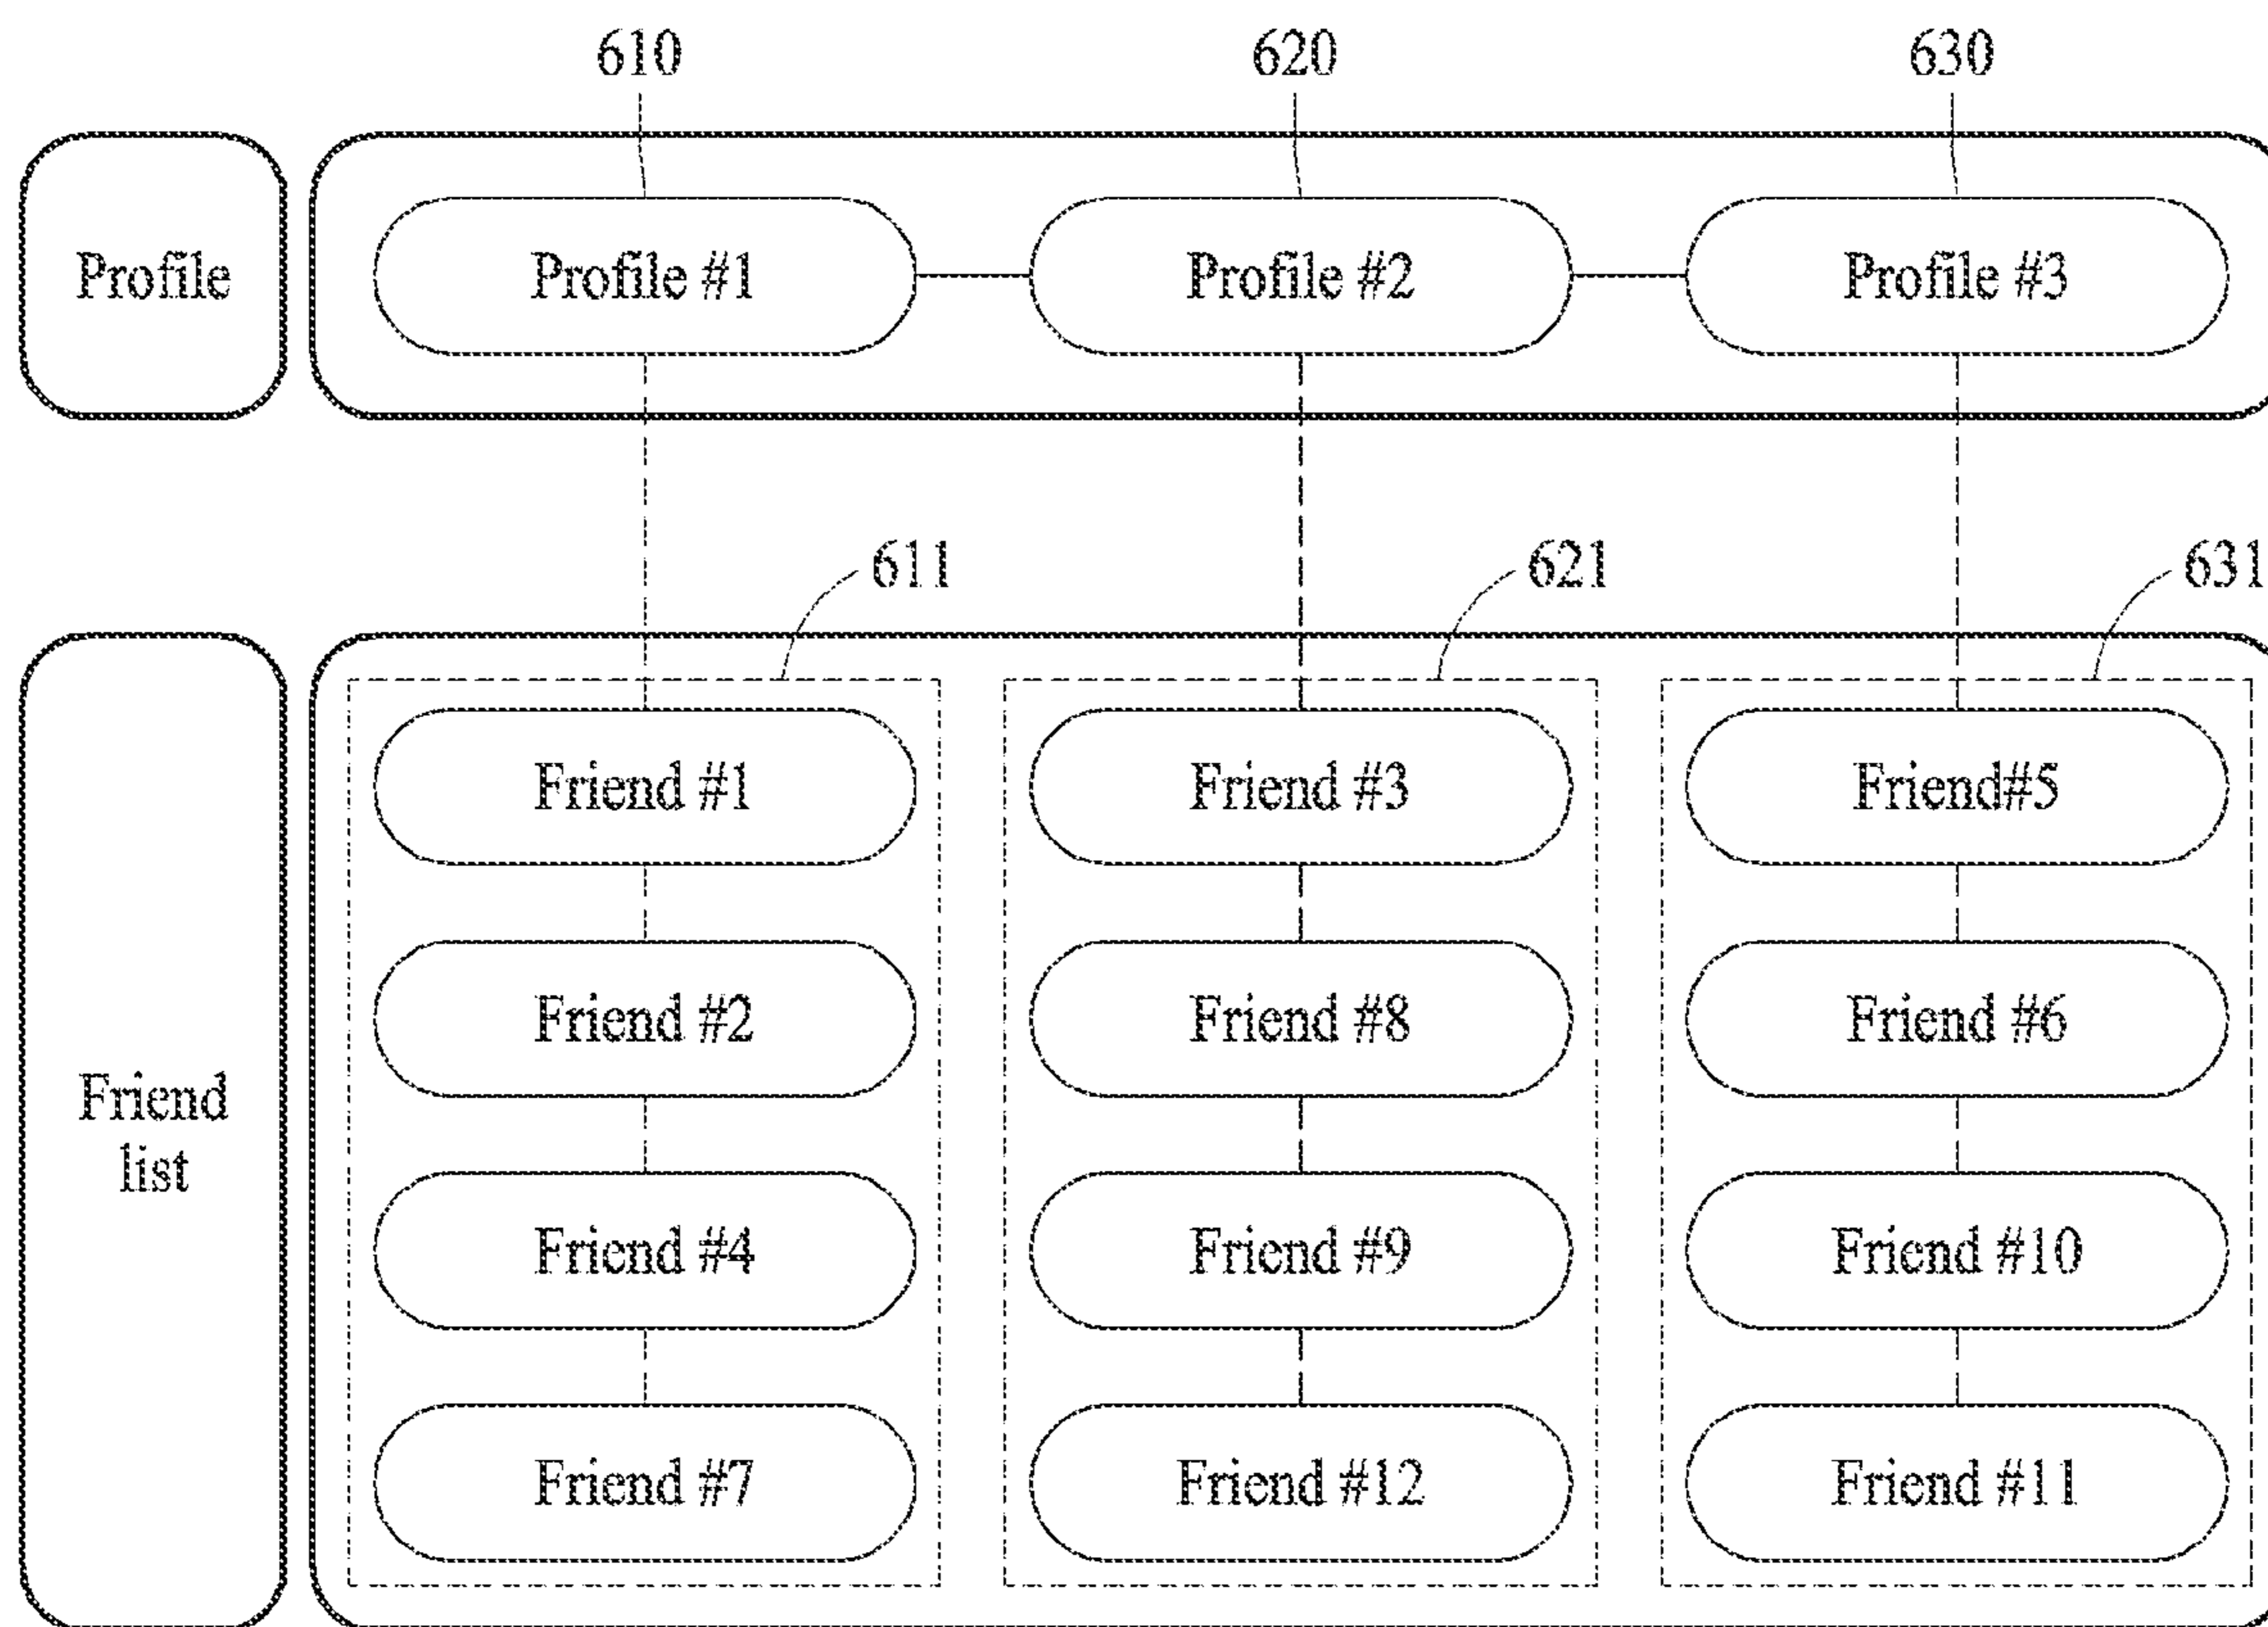 610
620
630
Profile
Profile #1
Profile #2
Profile #3
611
621
631
Friend
list
Friend #1
Friend #3
Friend#5
Friend #2
Friend #8
Friend #6
Friend #4
Friend #9
Friend #10
Friend #7
Friend #12
Friend #11